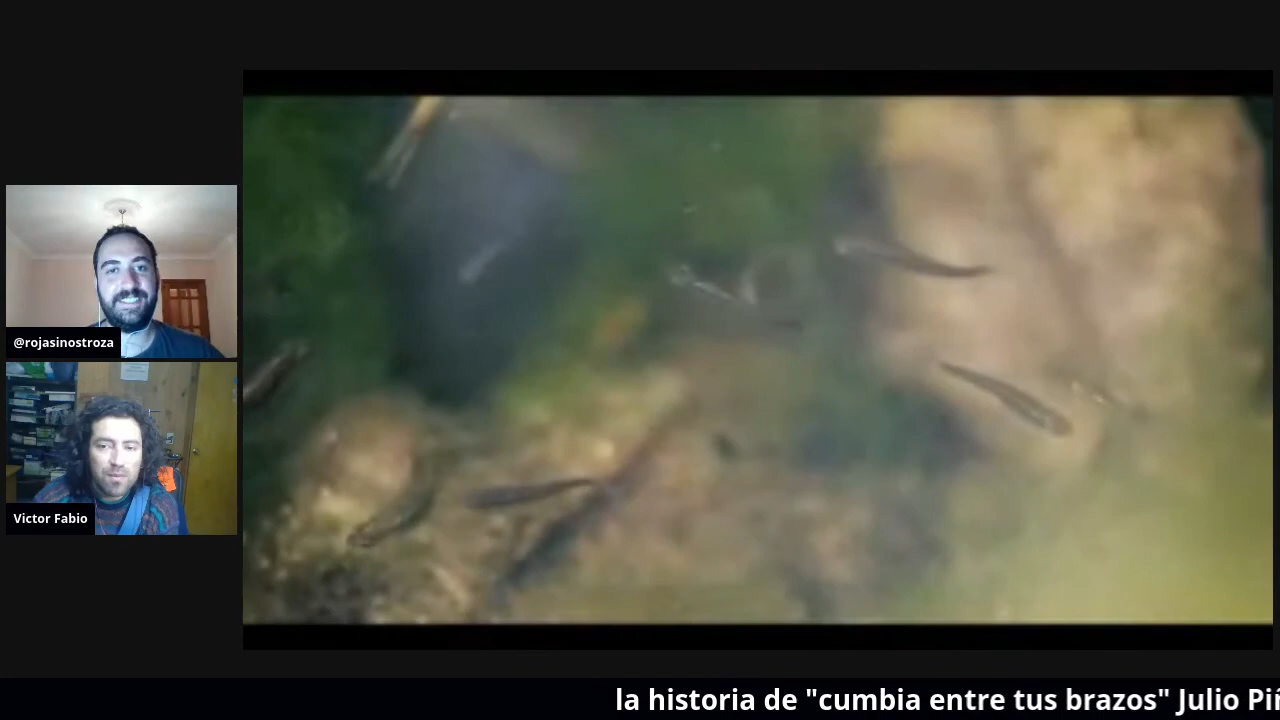 @rojasinostroza
Victor Fabio
la historia de "cumbia entre tus brazos" Julio